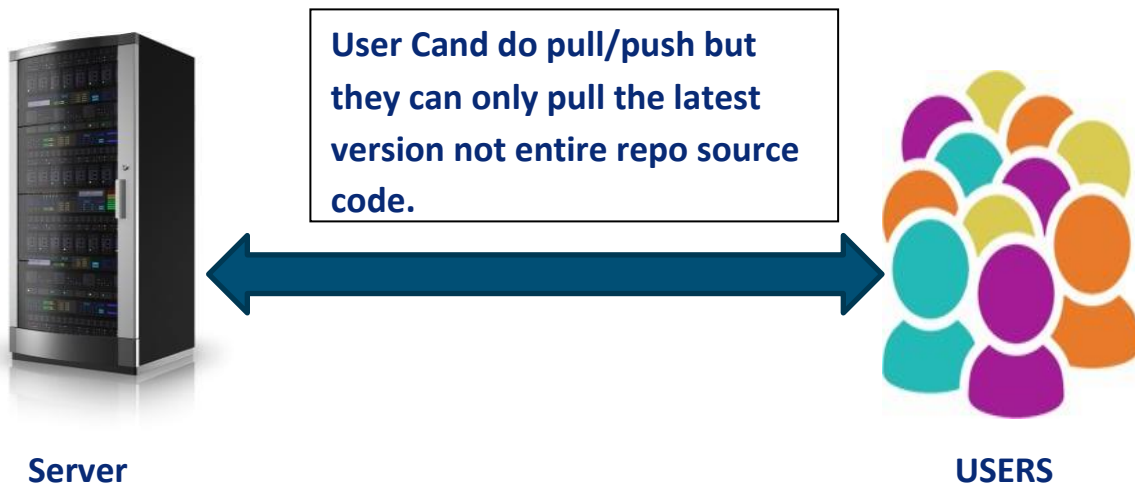 User Cand do pull/push but
they can only pull the latest
version not entire repo source
code.
Server
USERS